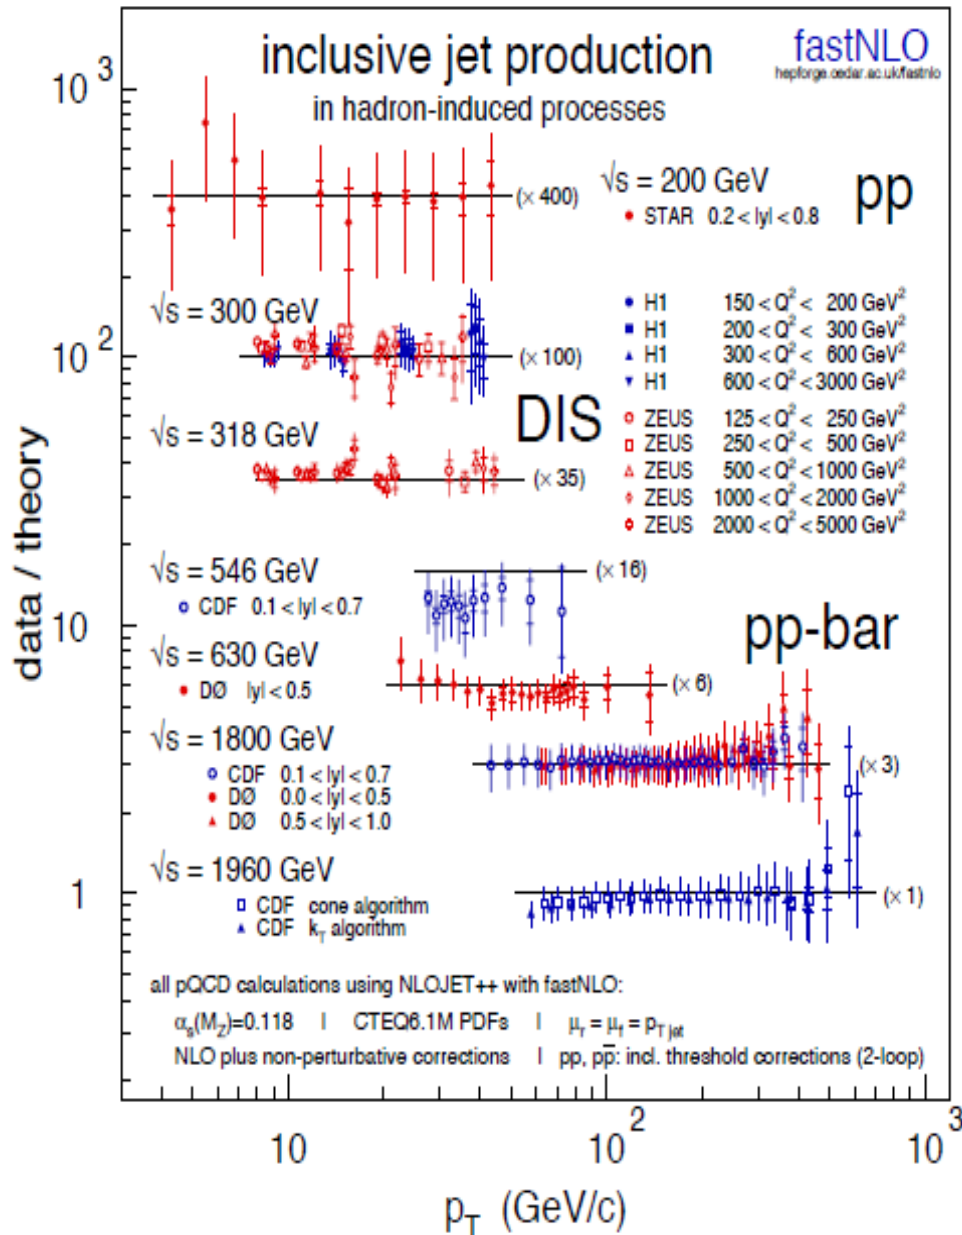 inclusive jet production
in hadron-induced processes
fastNLO
hepforge.cedar.ac.uk/fastnlo
10³
(× 400)
√s = 200 GeV
pp
STAR 0.2 < |y| < 0.8
√s = 300 GeV
H1 150 < Q² < 200 GeV²
H1 200 < Q² < 300 GeV²
H1 300 < Q² < 600 GeV²
H1 600 < Q² < 3000 GeV²
10²
(× 100)
DIS
√s = 318 GeV
ZEUS 125 < Q² < 250 GeV²
ZEUS 250 < Q² < 500 GeV²
ZEUS 500 < Q² < 1000 GeV²
ZEUS 1000 < Q² < 2000 GeV²
ZEUS 2000 < Q² < 5000 GeV²
(× 35)
data / theory
√s = 546 GeV
(× 16)
CDF 0.1 < |y| < 0.7
10
pp-bar
√s = 630 GeV
(× 6)
DØ |y| < 0.5
√s = 1800 GeV
(× 3)
CDF 0.1 < |y| < 0.7
DØ 0.0 < |y| < 0.5
DØ 0.5 < |y| < 1.0
√s = 1960 GeV
1
(× 1)
CDF cone algorithm
CDF k_T algorithm
all pQCD calculations using NLOJET++ with fastNLO:
α_s(M_Z)=0.118 | CTEQ6.1M PDFs | μ_r = μ_f = p_T jet
NLO plus non-perturbative corrections | pp, pp̅: incl. threshold corrections (2-loop)
10 10² 10³
p_T (GeV/c)